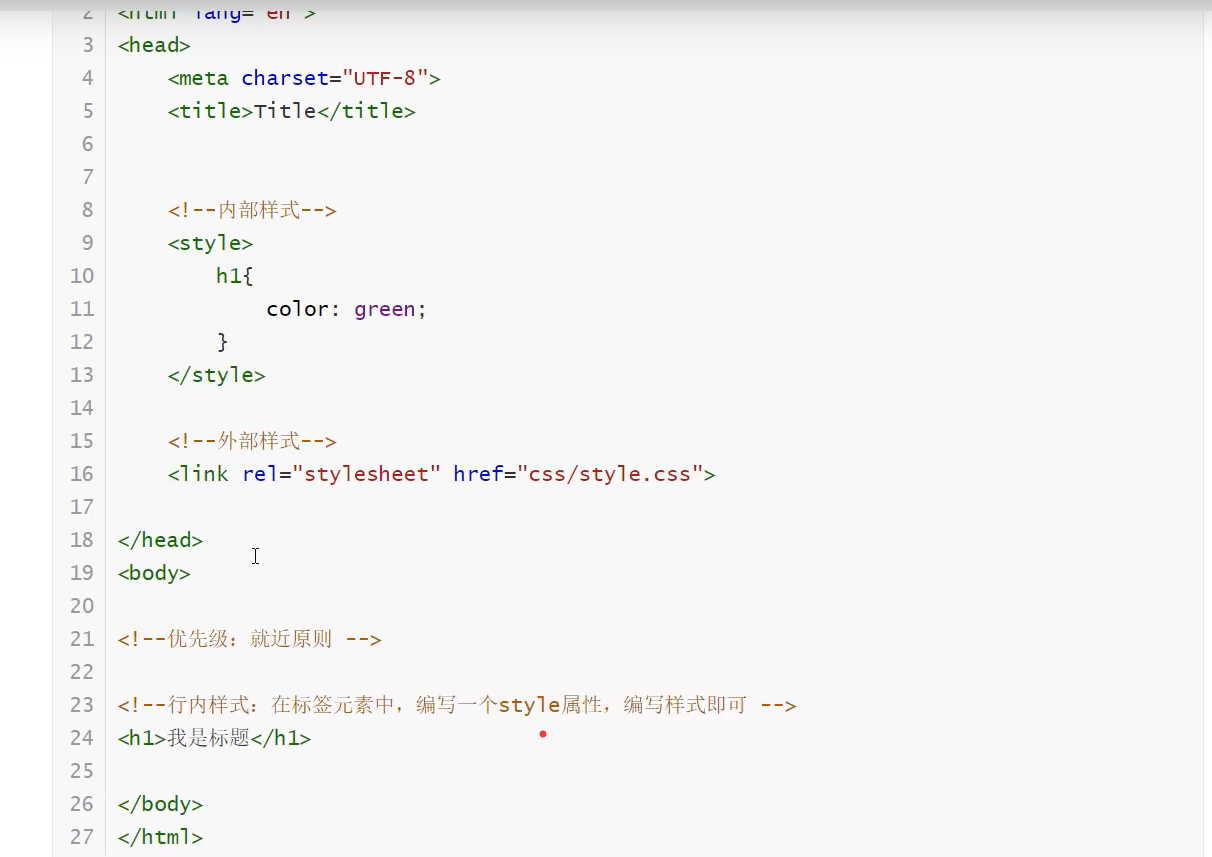 2 <html lang="en">
3 <head>
4     <meta charset="UTF-8">
5     <title>Title</title>
6
7
8     <!--内部样式-->
9     <style>
10         h1{
11             color: green;
12         }
13     </style>
14
15     <!--外部样式-->
16     <link rel="stylesheet" href="css/style.css">
17
18 </head>
19 <body>
20
21 <!--优先级：就近原则 -->
22
23 <!--行内样式：在标签元素中，编写一个style属性，编写样式即可 -->
24 <h1>我是标题</h1>
25
26 </body>
27 </html>